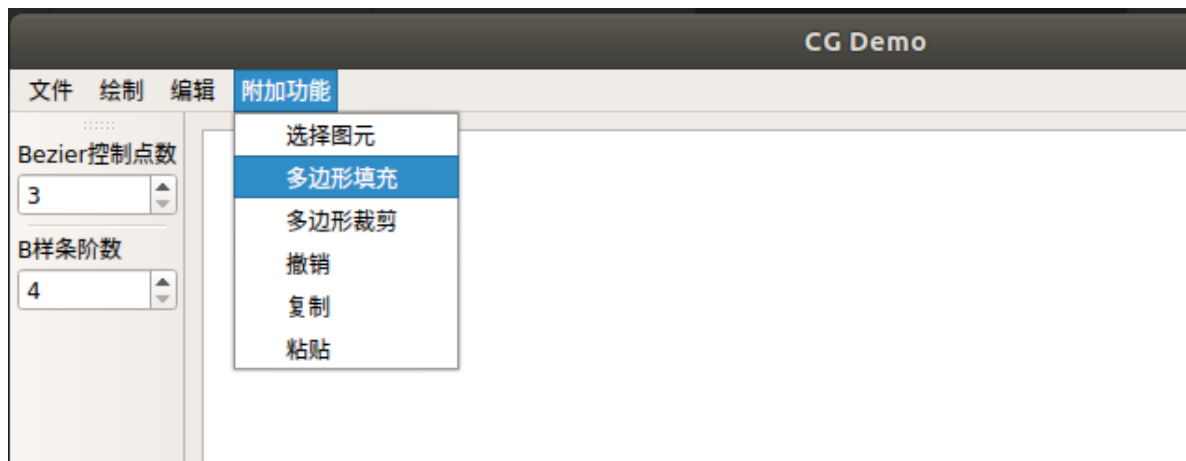 CG Demo
文件 绘制 编辑 附加功能
选择图元
多边形填充
多边形裁剪
撤销
复制
粘贴
Bezier控制点数
3
B样条阶数
4